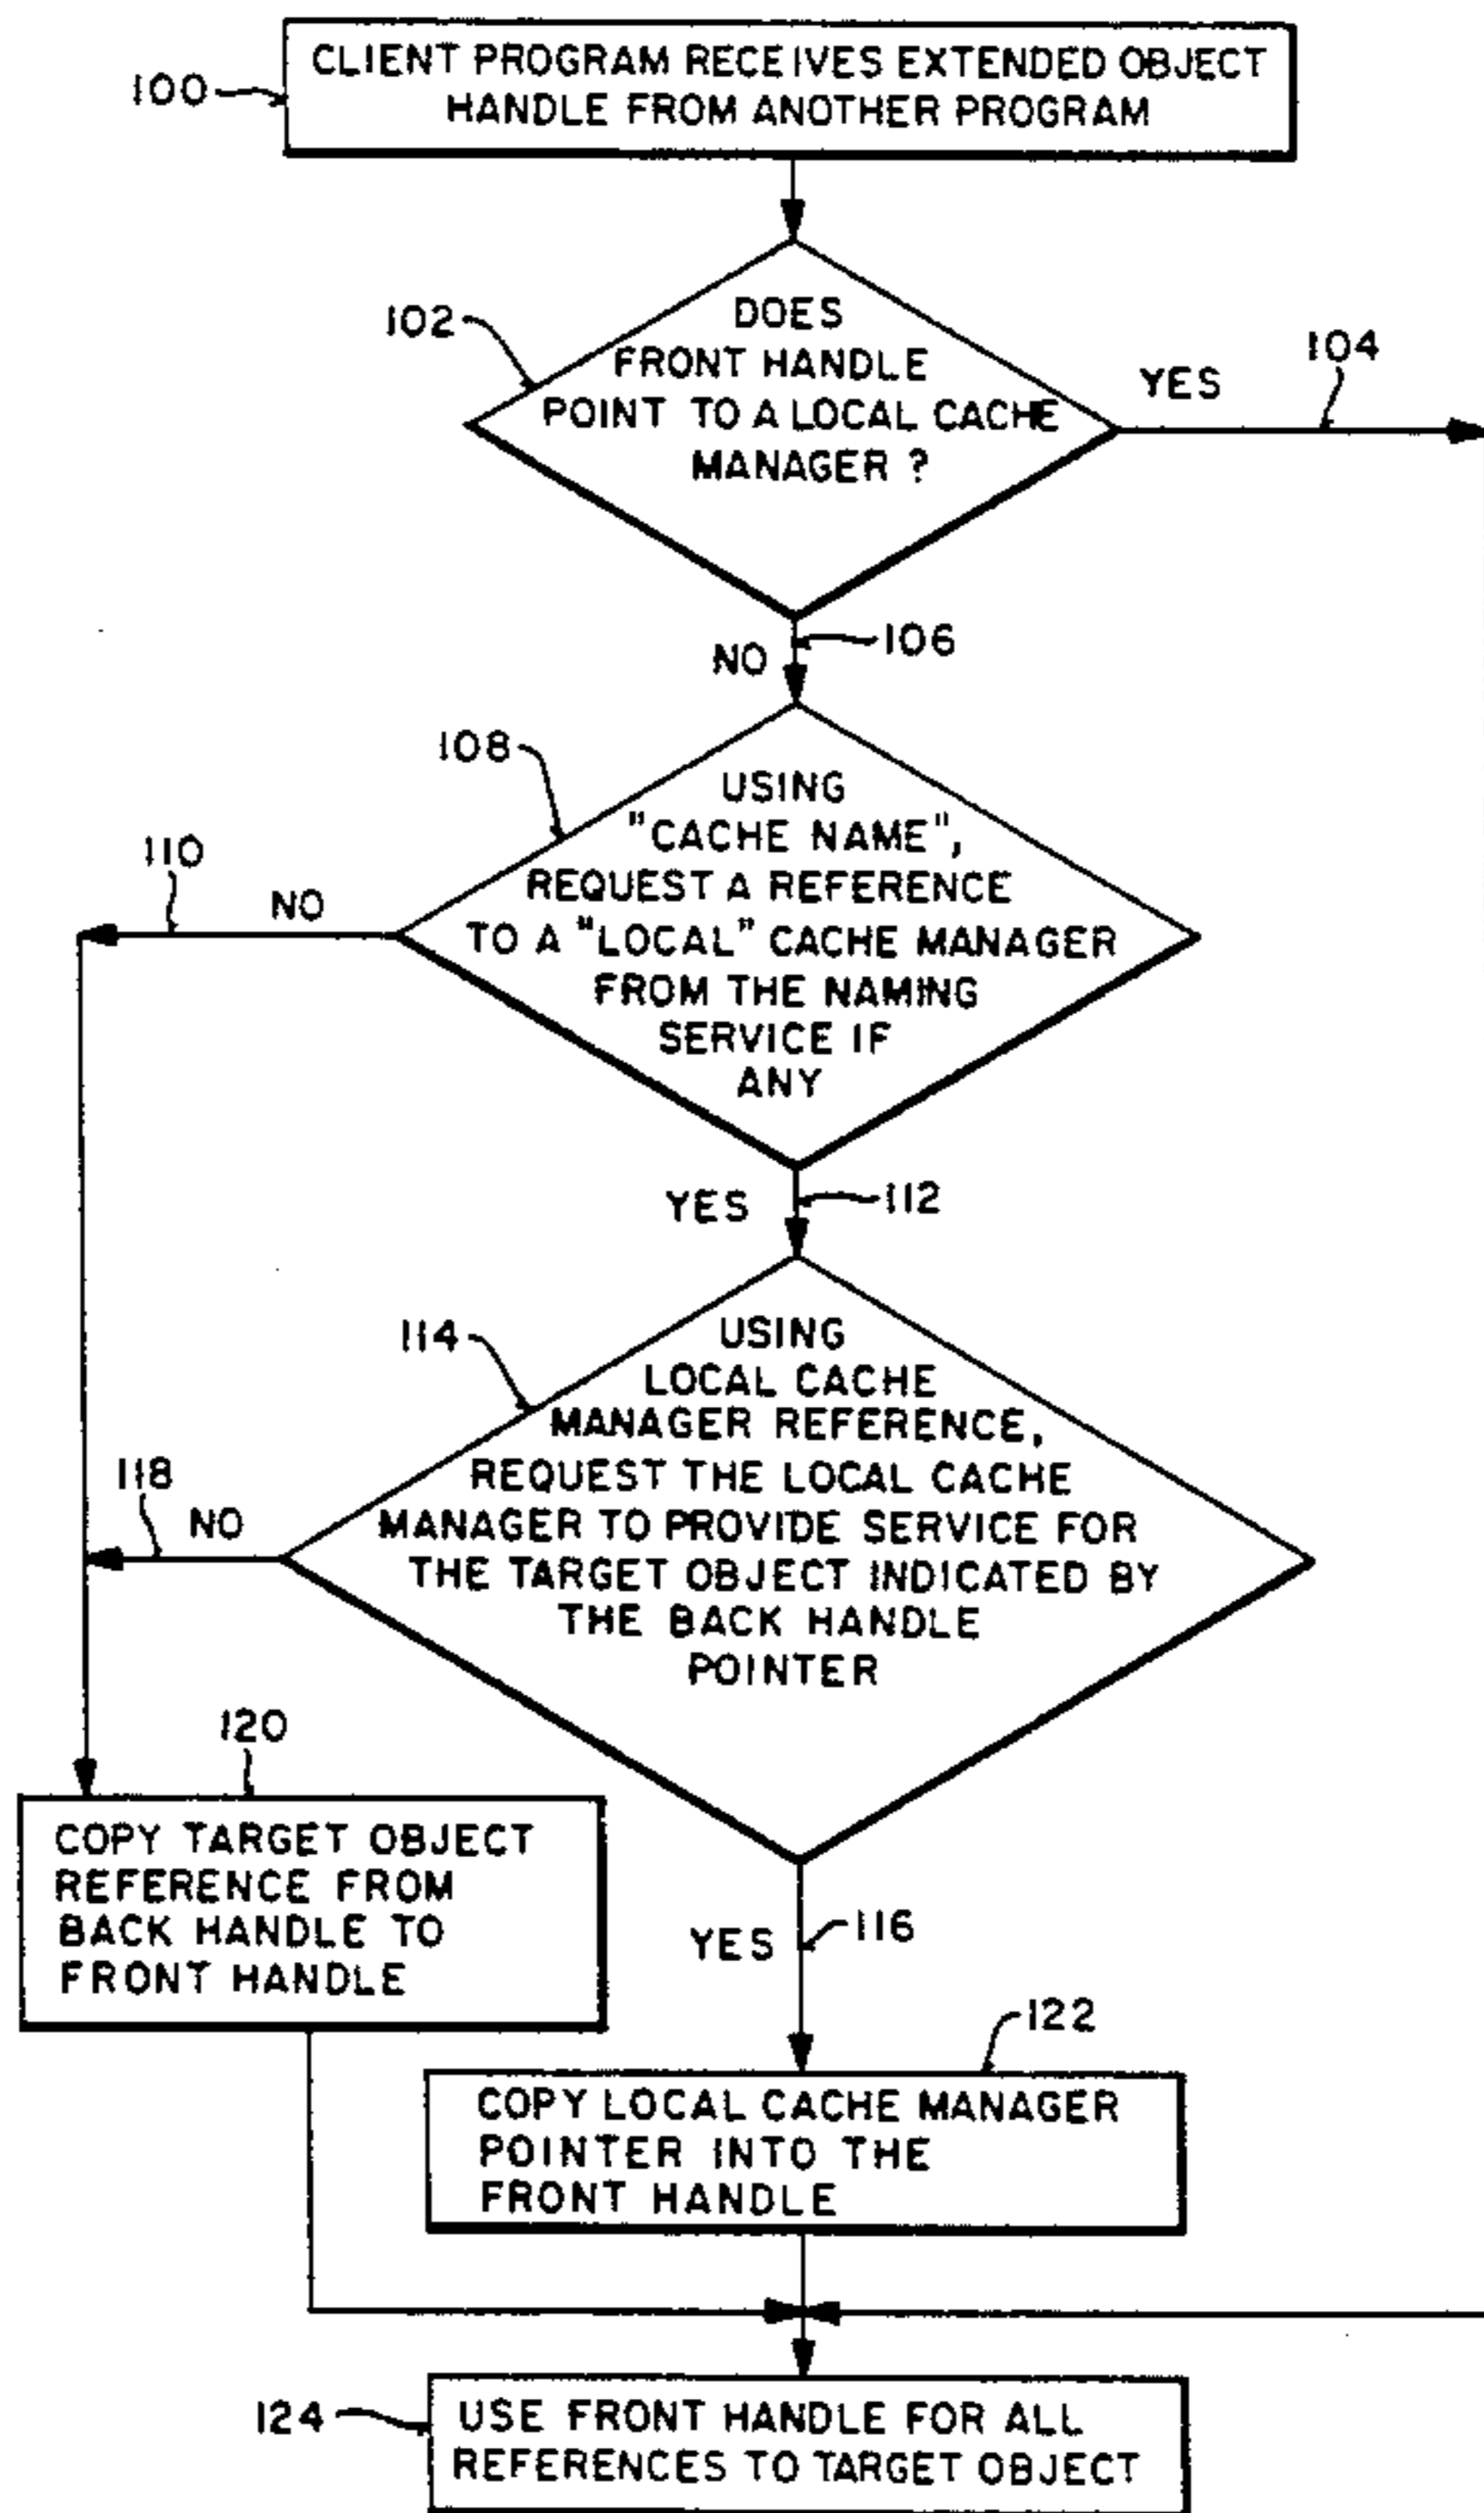 CLIENT PROGRAM RECEIVES EXTENDED OBJECT
HANDLE FROM ANOTHER PROGRAM
100
DOES
FRONT HANDLE
POINT TO A LOCAL CACHE
MANAGER ?
102
YES
104
NO
106
108
USING
"CACHE NAME",
REQUEST A REFERENCE
TO A "LOCAL" CACHE MANAGER
FROM THE NAMING
SERVICE IF
ANY
110
NO
YES
112
114
USING
LOCAL CACHE
MANAGER REFERENCE,
REQUEST THE LOCAL CACHE
MANAGER TO PROVIDE SERVICE FOR
THE TARGET OBJECT INDICATED BY
THE BACK HANDLE
POINTER
118
NO
120
COPY TARGET OBJECT
REFERENCE FROM
BACK HANDLE TO
FRONT HANDLE
YES
116
122
COPY LOCAL CACHE MANAGER
POINTER INTO THE
FRONT HANDLE
124
USE FRONT HANDLE FOR ALL
REFERENCES TO TARGET OBJECT